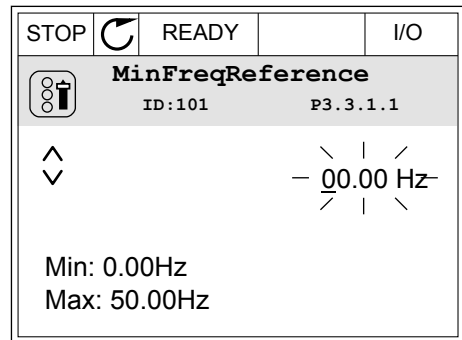 STOP READY I/O
MinFreqReference
ID:101 P3.3.1.1
00.00 Hz
Min: 0.00Hz
Max: 50.00Hz